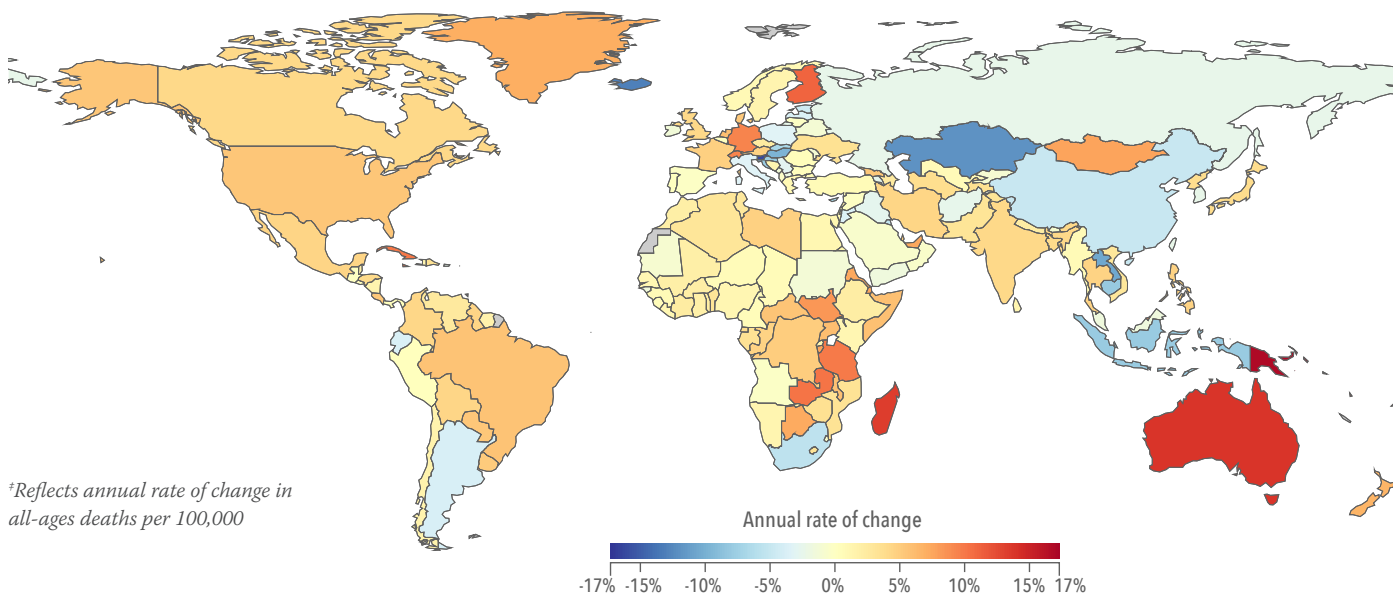 ‡Reflects annual rate of change in
all-ages deaths per 100,000
Annual rate of change
-17% -15% -10% -5% 0% 5% 10% 15% 17%